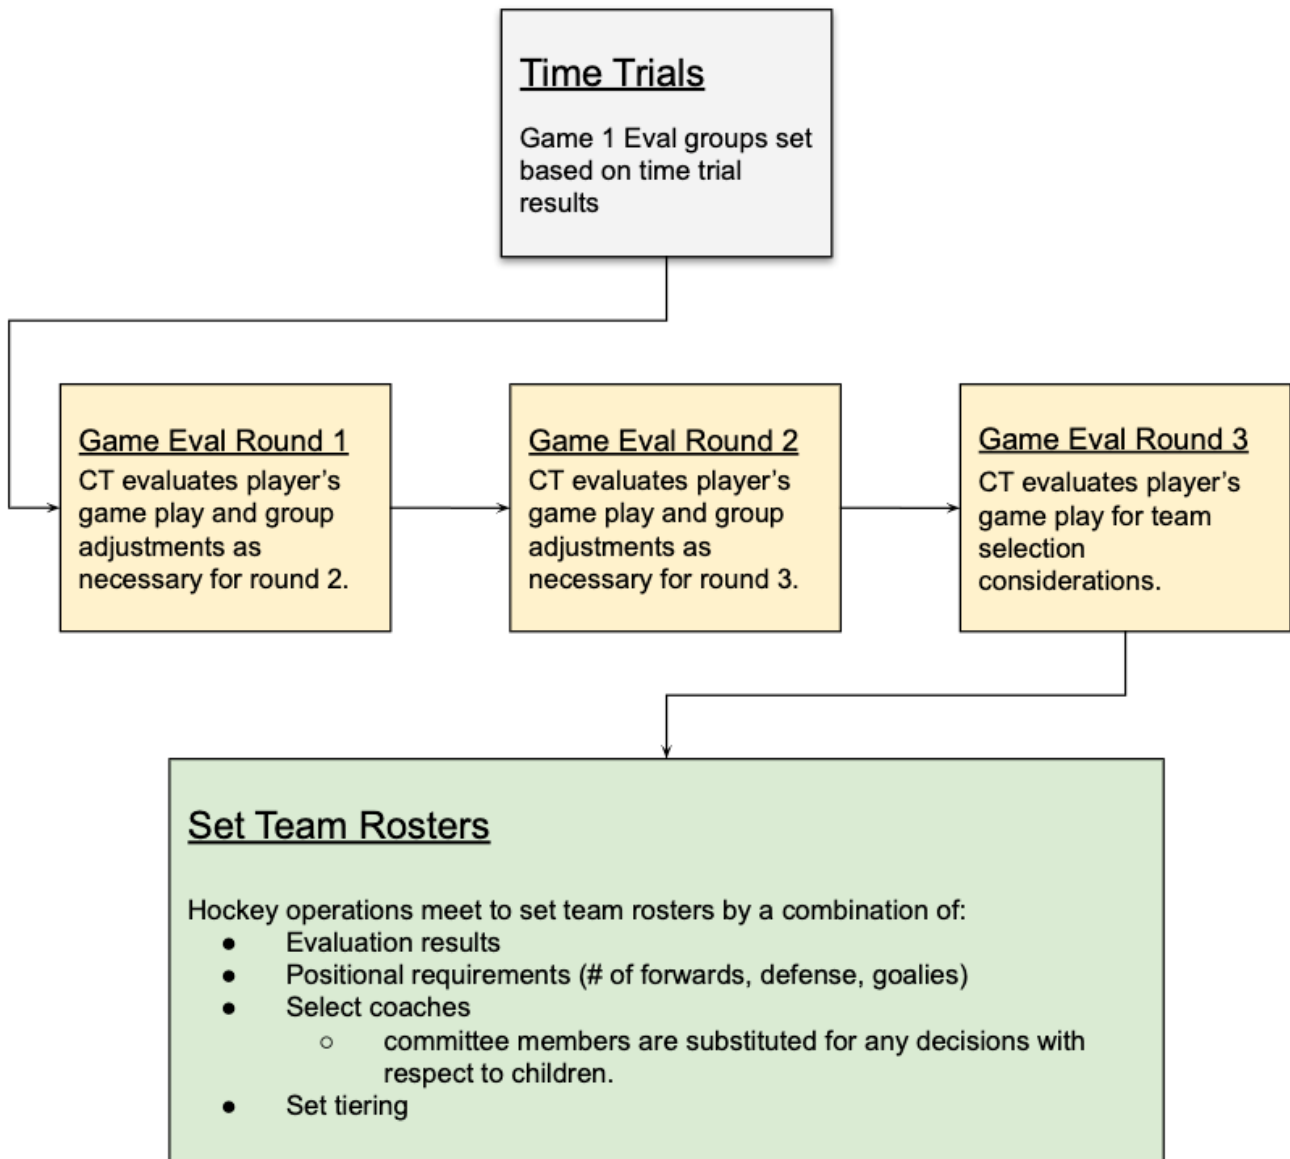 Time Trials
Game 1 Eval groups set
based on time trial
results
Game Eval Round 1
CT evaluates player's
game play and group
adjustments as
necessary for round 2.
Game Eval Round 2
CT evaluates player's
game play and group
adjustments as
necessary for round 3.
Game Eval Round 3
CT evaluates player's
game play for team
selection
considerations.
Set Team Rosters
Hockey operations meet to set team rosters by a combination of:
● Evaluation results
● Positional requirements (# of forwards, defense, goalies)
● Select coaches
○ committee members are substituted for any decisions with
respect to children.
● Set tiering